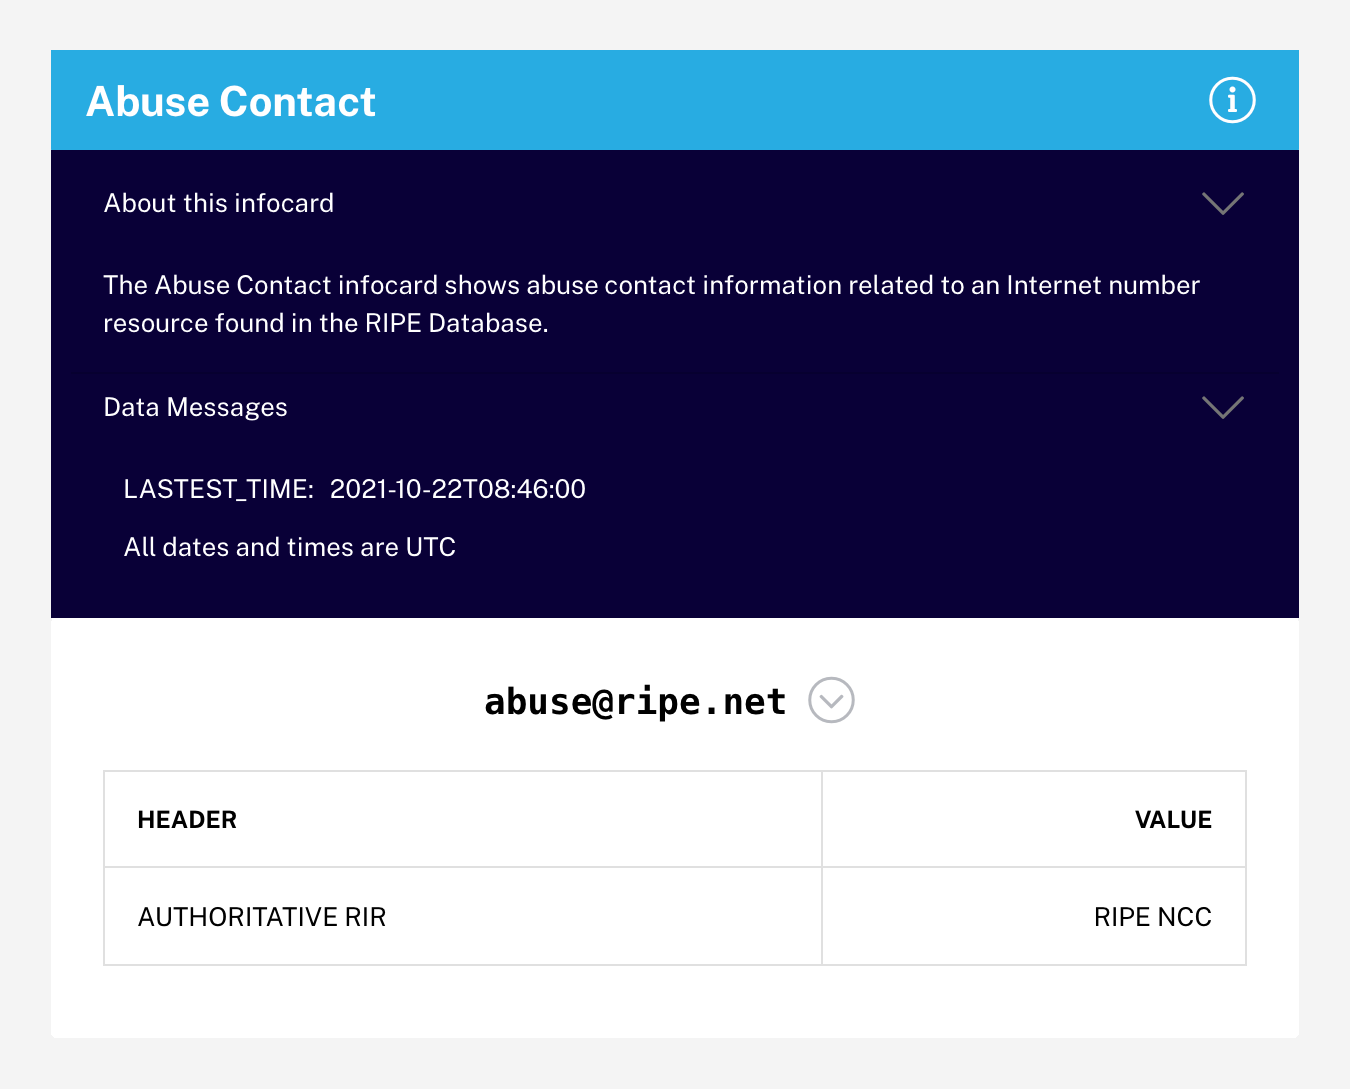 Abuse Contact
About this infocard
The Abuse Contact infocard shows abuse contact information related to an Internet number
resource found in the RIPE Database.
Data Messages
LASTEST_TIME: 2021-10-22T08:46:00
All dates and times are UTC
abuse@ripe.net
HEADER VALUE
AUTHORITATIVE RIR RIPE NCC